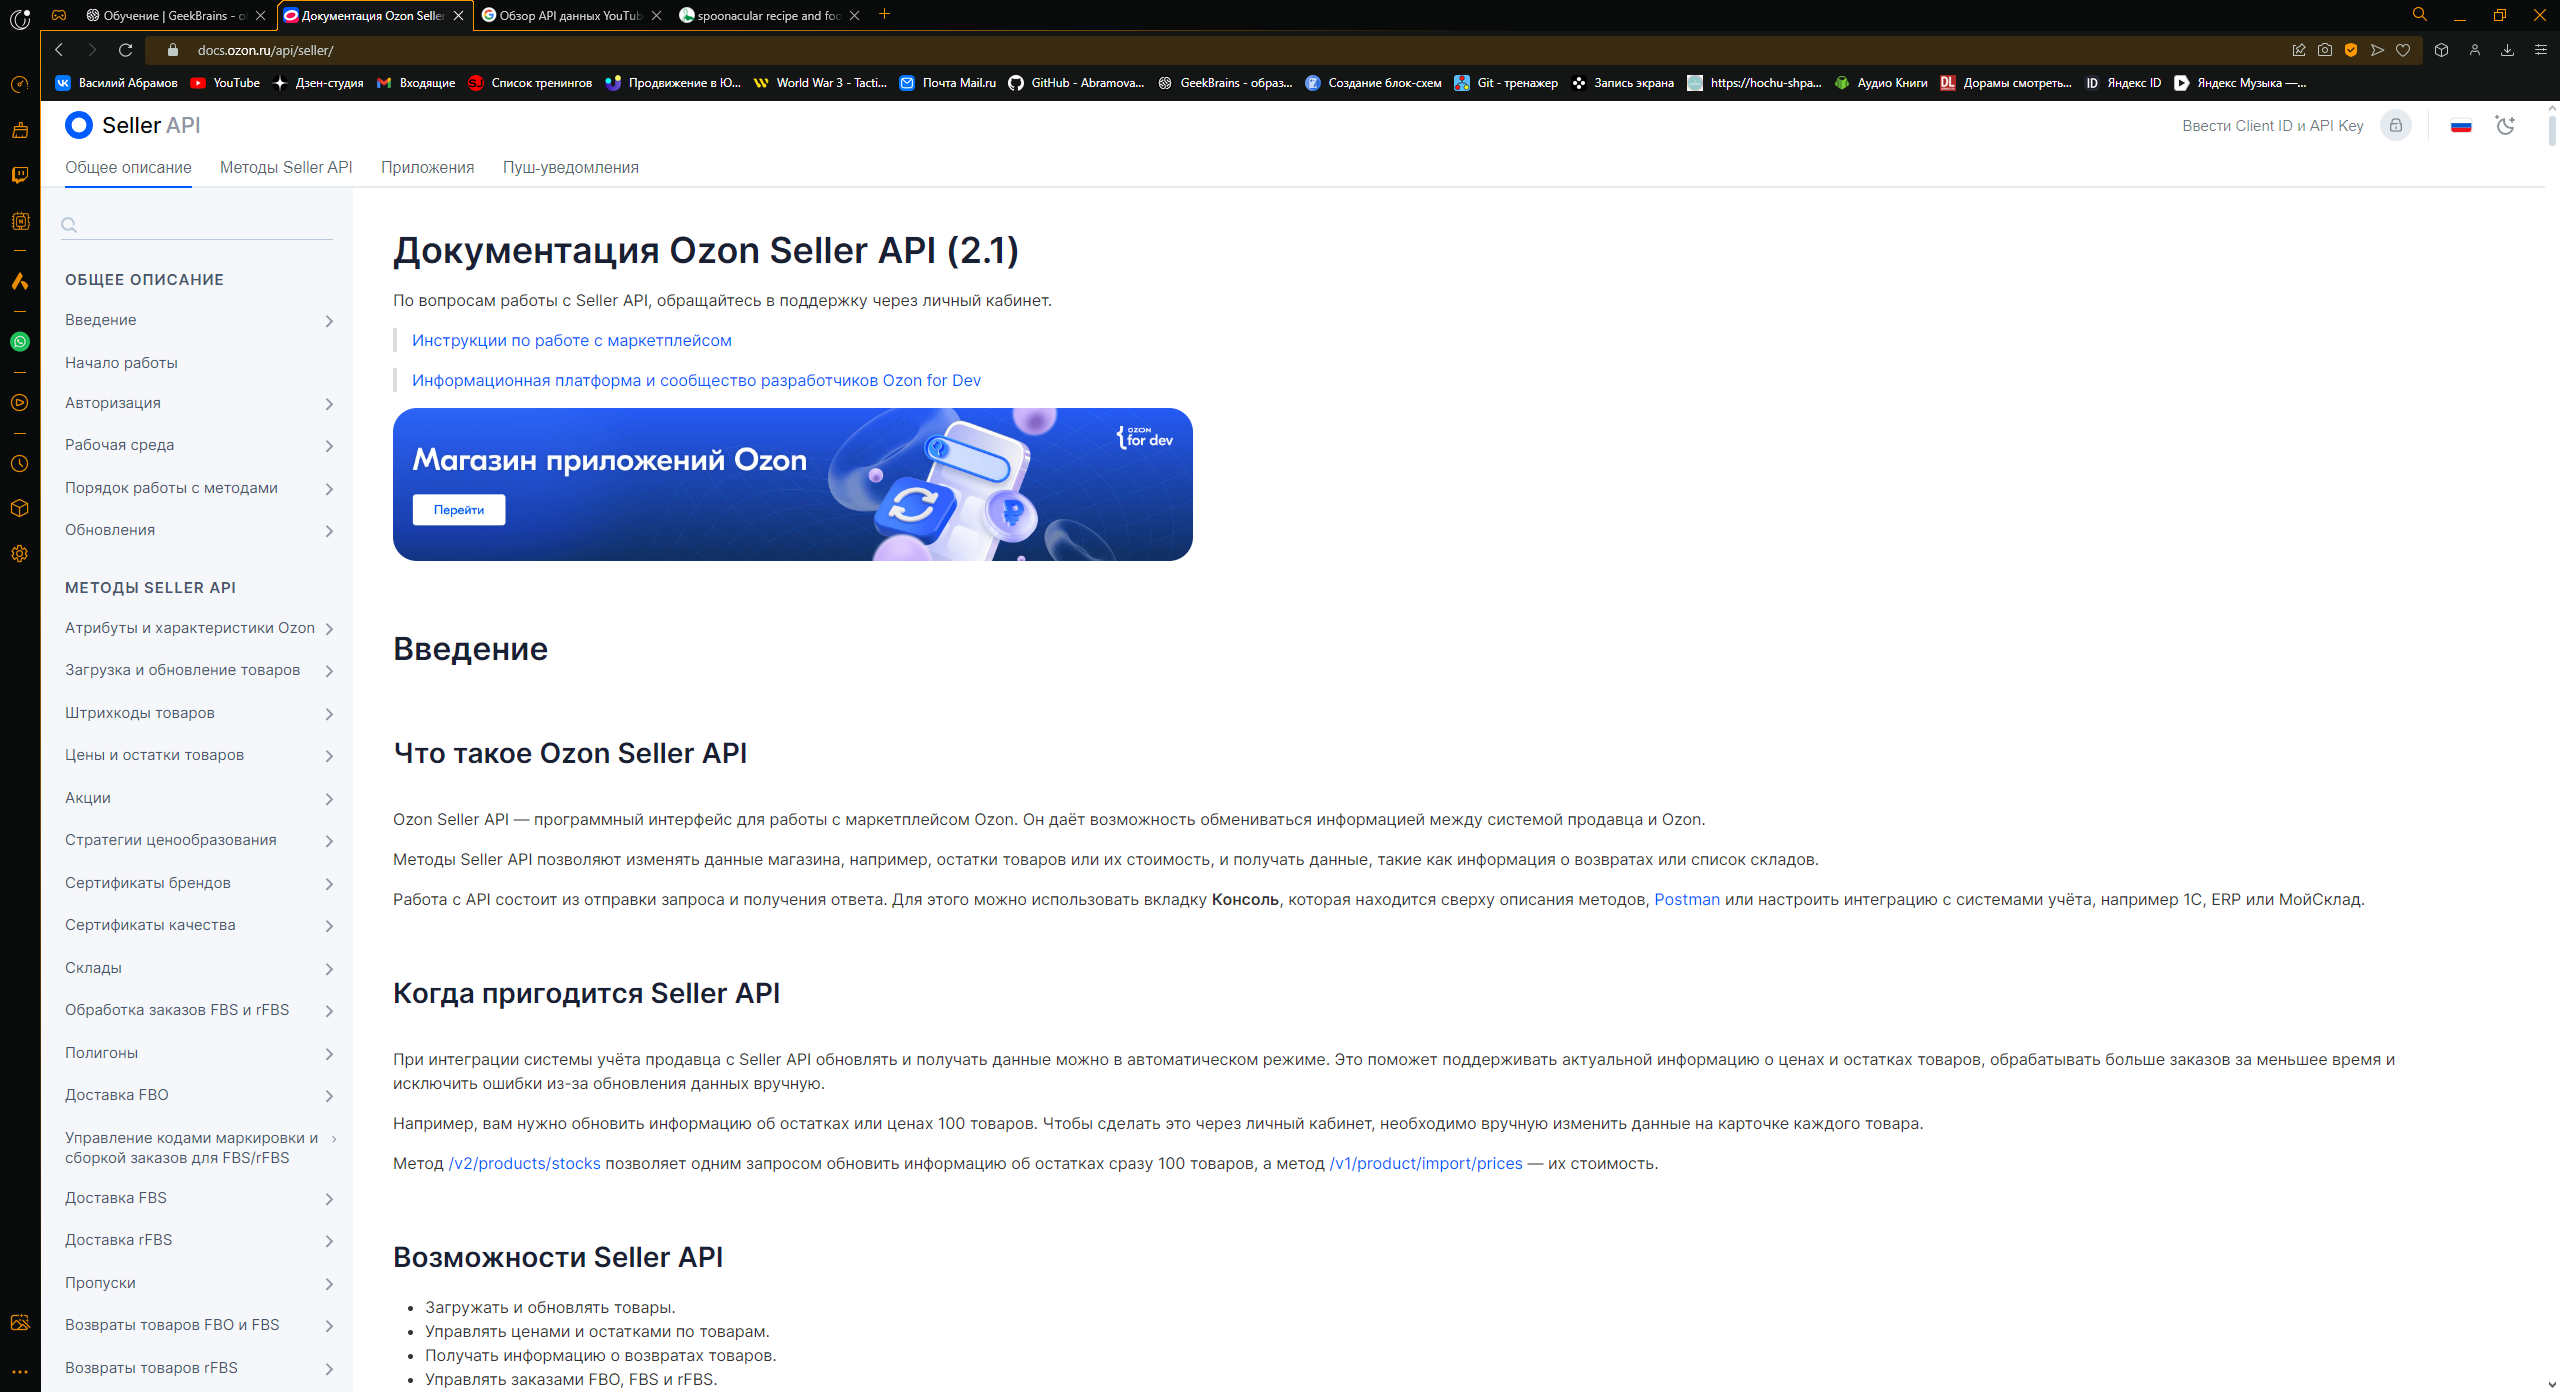 Обучение | GeekBrains - о
Документация Ozon Seller
Обзор API данных YouTub
spoonacular recipe and foo
docs.ozon.ru/api/seller/
Василий Абрамов
YouTube
Дзен-студия
Входящие
Список тренингов
Продвижение в Ю...
World War 3 - Tacti...
Почта Mail.ru
GitHub - Abramova...
GeekBrains - образ...
Создание блок-схем
Git - тренажер
Запись экрана
https://hochu-shpa...
Аудио Книги
DL Дорамы смотреть...
ID Яндекс ID
Яндекс Музыка —...
Seller API
Ввести Client ID и API Key
Общее описание
Методы Seller API
Приложения
Пуш-уведомления
ОБЩЕЕ ОПИСАНИЕ
Введение
Начало работы
Авторизация
Рабочая среда
Порядок работы с методами
Обновления
МЕТОДЫ SELLER API
Атрибуты и характеристики Ozon
Загрузка и обновление товаров
Штрихкоды товаров
Цены и остатки товаров
Акции
Стратегии ценообразования
Сертификаты брендов
Сертификаты качества
Склады
Обработка заказов FBS и rFBS
Полигоны
Доставка FBO
Управление кодами маркировки и
сборкой заказов для FBS/rFBS
Доставка FBS
Доставка rFBS
Пропуски
Возвраты товаров FBO и FBS
Возвраты товаров rFBS
Документация Ozon Seller API (2.1)
По вопросам работы с Seller API, обращайтесь в поддержку через личный кабинет.
Инструкции по работе с маркетплейсом
Информационная платформа и сообщество разработчиков Ozon for Dev
Магазин приложений Ozon
Перейти
OZON
for dev
Введение
Что такое Ozon Seller API
Ozon Seller API — программный интерфейс для работы с маркетплейсом Ozon. Он даёт возможность обмениваться информацией между системой продавца и Ozon.
Методы Seller API позволяют изменять данные магазина, например, остатки товаров или их стоимость, и получать данные, такие как информация о возвратах или список складов.
Работа с API состоит из отправки запроса и получения ответа. Для этого можно использовать вкладку Консоль, которая находится сверху описания методов, Postman или настроить интеграцию с системами учёта, например 1С, ERP или МойСклад.
Когда пригодится Seller API
При интеграции системы учёта продавца с Seller API обновлять и получать данные можно в автоматическом режиме. Это поможет поддерживать актуальной информацию о ценах и остатках товаров, обрабатывать больше заказов за меньшее время и
исключить ошибки из-за обновления данных вручную.
Например, вам нужно обновить информацию об остатках или ценах 100 товаров. Чтобы сделать это через личный кабинет, необходимо вручную изменить данные на карточке каждого товара.
Метод /v2/products/stocks позволяет одним запросом обновить информацию об остатках сразу 100 товаров, а метод /v1/product/import/prices — их стоимость.
Возможности Seller API
• Загружать и обновлять товары.
• Управлять ценами и остатками по товарам.
• Получать информацию о возвратах товаров.
• Управлять заказами FBO, FBS и rFBS.